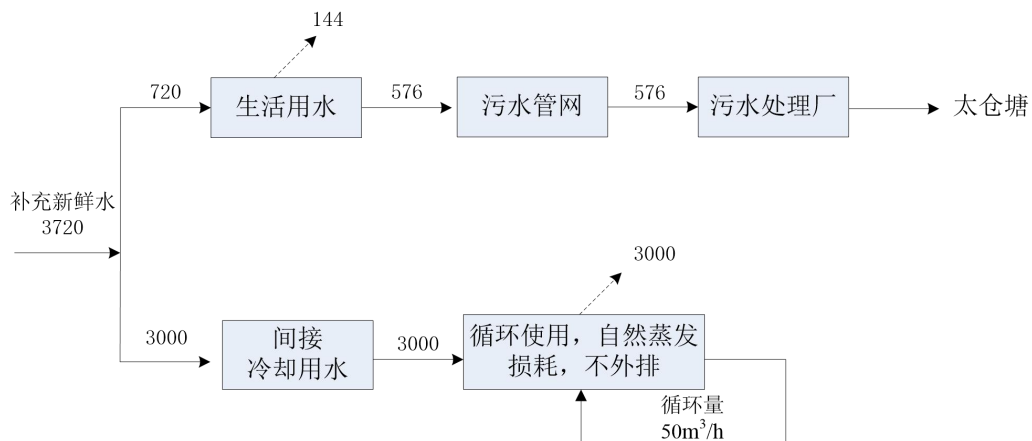 144
720
生活用水
576
污水管网
576
污水处理厂
太仓塘
补充新鲜水
3720
3000
3000
间接
冷却用水
3000
循环使用，自然蒸发
损耗，不外排
循环量
50m³/h